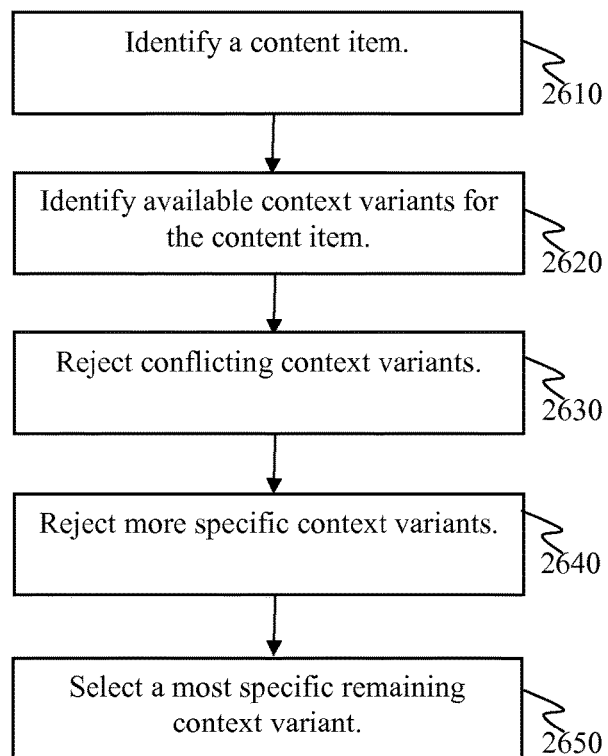 Identify a content item.
2610
Identify available context variants for
the content item.
2620
Reject conflicting context variants.
2630
Reject more specific context variants.
2640
Select a most specific remaining
context variant.
2650